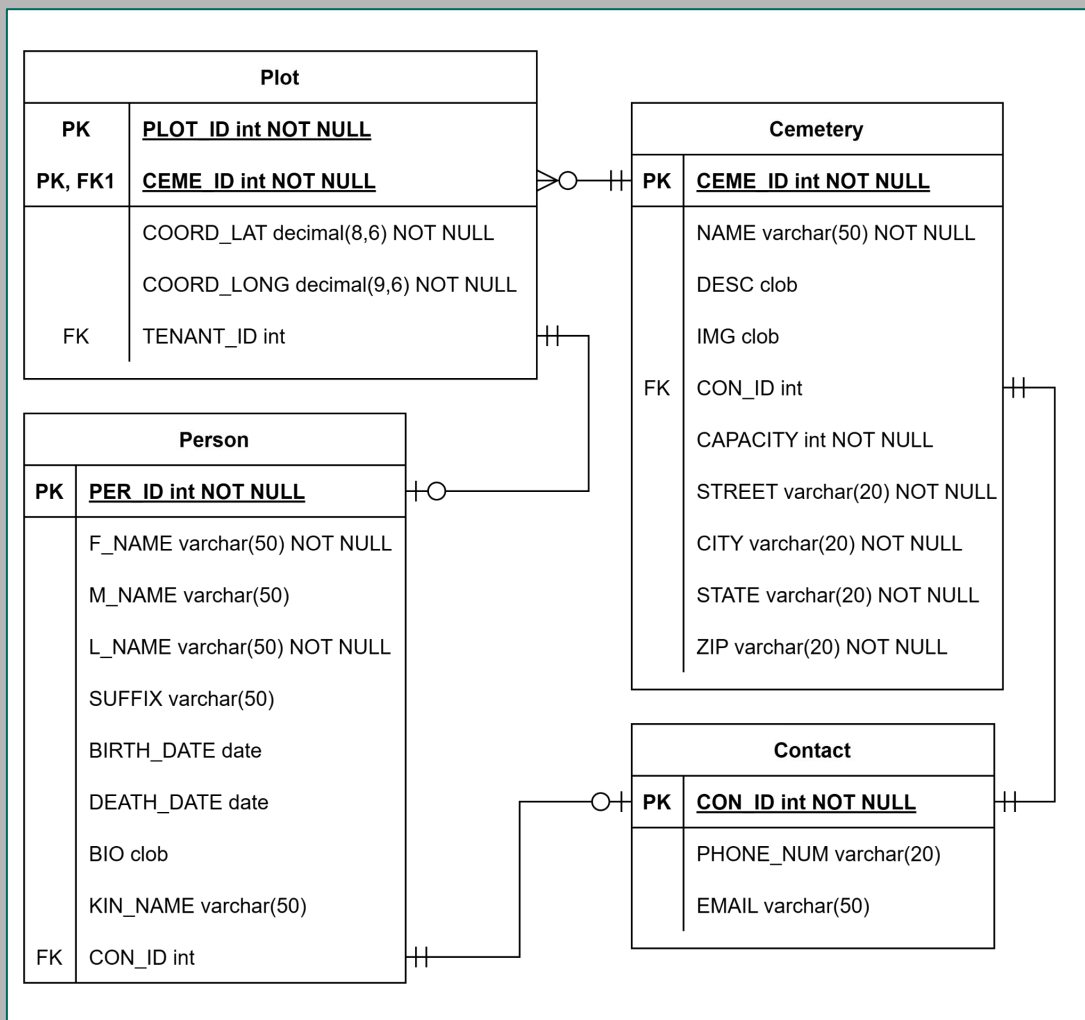 Plot
PK PLOT_ID int NOT NULL
PK, FK1 CEME_ID int NOT NULL
COORD_LAT decimal(8,6) NOT NULL
COORD_LONG decimal(9,6) NOT NULL
FK TENANT_ID int
Cemetery
PK CEME_ID int NOT NULL
NAME varchar(50) NOT NULL
DESC clob
IMG clob
FK CON_ID int
CAPACITY int NOT NULL
STREET varchar(20) NOT NULL
CITY varchar(20) NOT NULL
STATE varchar(20) NOT NULL
ZIP varchar(20) NOT NULL
Person
PK PER_ID int NOT NULL
F_NAME varchar(50) NOT NULL
M_NAME varchar(50)
L_NAME varchar(50) NOT NULL
SUFFIX varchar(50)
BIRTH_DATE date
DEATH_DATE date
BIO clob
KIN_NAME varchar(50)
FK CON_ID int
Contact
PK CON_ID int NOT NULL
PHONE_NUM varchar(20)
EMAIL varchar(50)